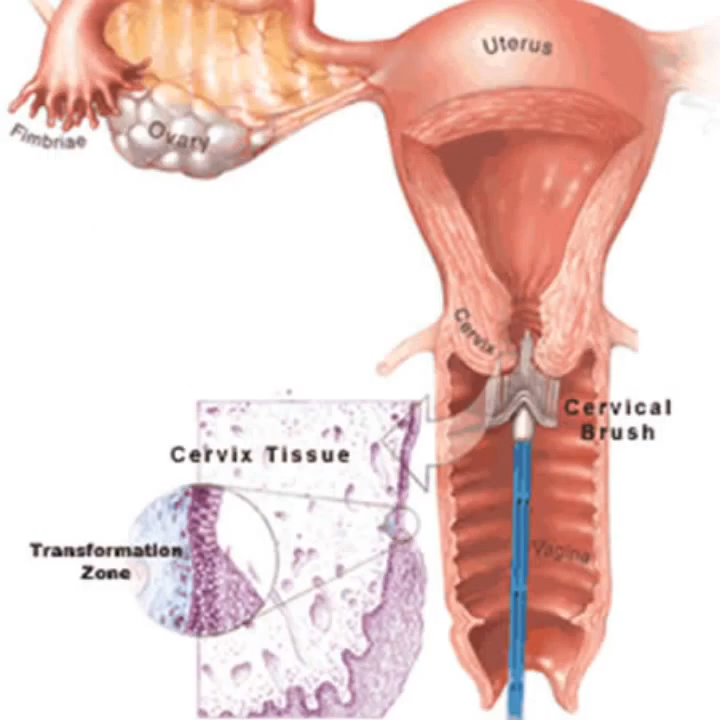 Uterus
Fimbriae
Ovary
Cervix
Cervical
Brush
Cervix Tissue
Transformation
Zone
Vagina